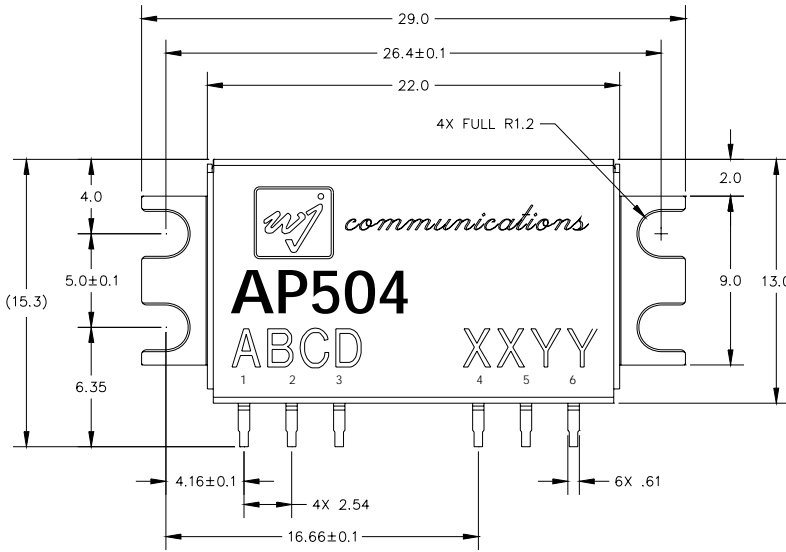 29.0
26.4±0.1
22.0
4X FULL R1.2
4.0
2.0
wj communications
5.0±0.1
(15.3)
AP504
9.0
13.0
ABCD XXYY
1 2 3 4 5 6
6.35
4.16±0.1
6X .61
4X 2.54
16.66±0.1